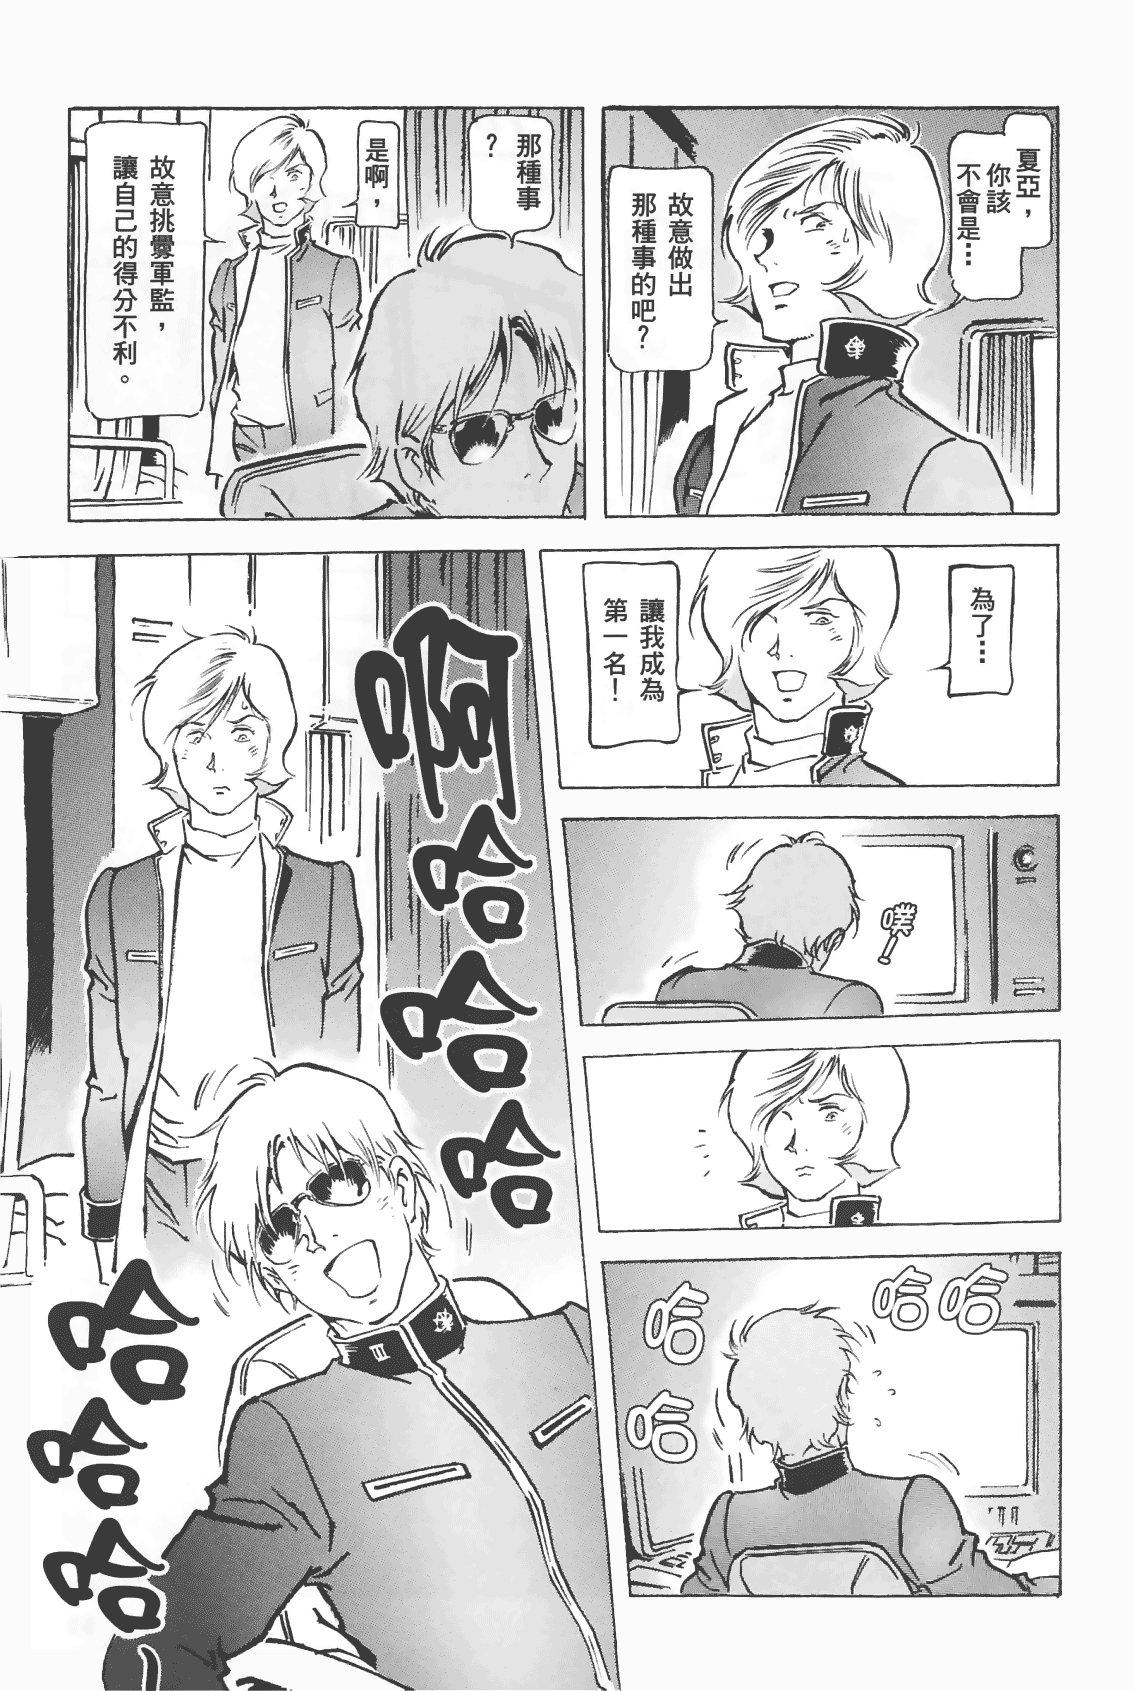 夏亞，
你該
不會是…
故意做出
那種事的吧？
那種事
？
是啊，
故意挑釁軍監，
讓自己的得分不利。
為了…
讓我成為
第一名！
噗
哈
哈
哈
哈
啊
哈
哈
哈
哈
哈
哈
III